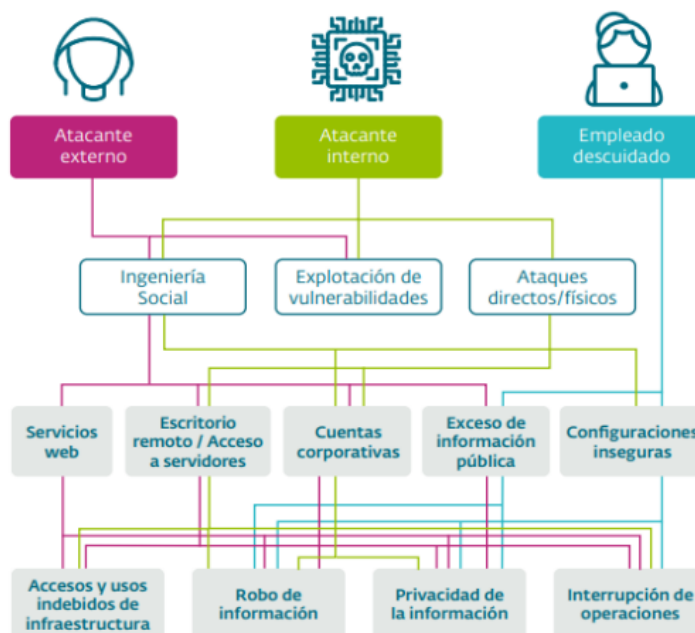 Atacante
externo
Atacante
interno
Empleado
descuidado
Ingeniería
Social
Explotación de
vulnerabilidades
Ataques
directos/físicos
Servicios
web
Escritorio
remoto / Acceso
a servidores
Cuentas
corporativas
Exceso de
información
pública
Configuraciones
inseguras
Accesos y usos
indebidos de
infraestructura
Robo de
información
Privacidad de
la información
Interrupción de
operaciones